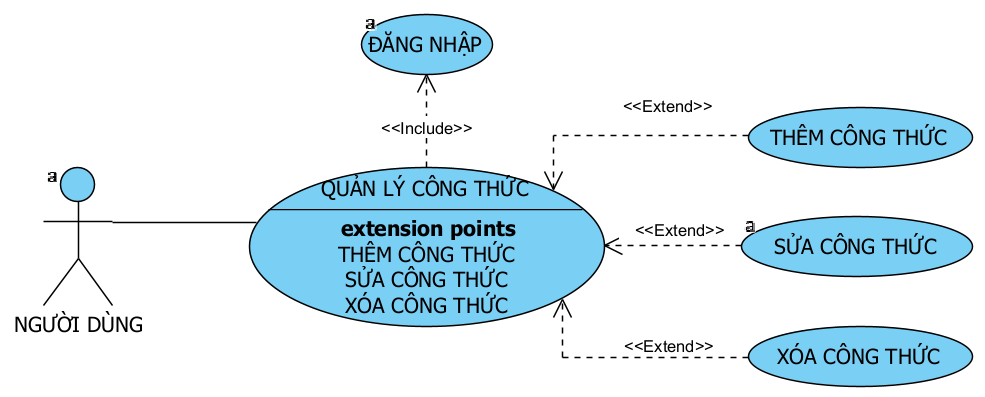 a
ĐĂNG NHẬP
<<Include>>
<<Extend>>
THÊM CÔNG THỨC
a
NGƯỜI DÙNG
QUẢN LÝ CÔNG THỨC
extension points
THÊM CÔNG THỨC
SỬA CÔNG THỨC
XÓA CÔNG THỨC
<<Extend>>
a
SỬA CÔNG THỨC
<<Extend>>
XÓA CÔNG THỨC